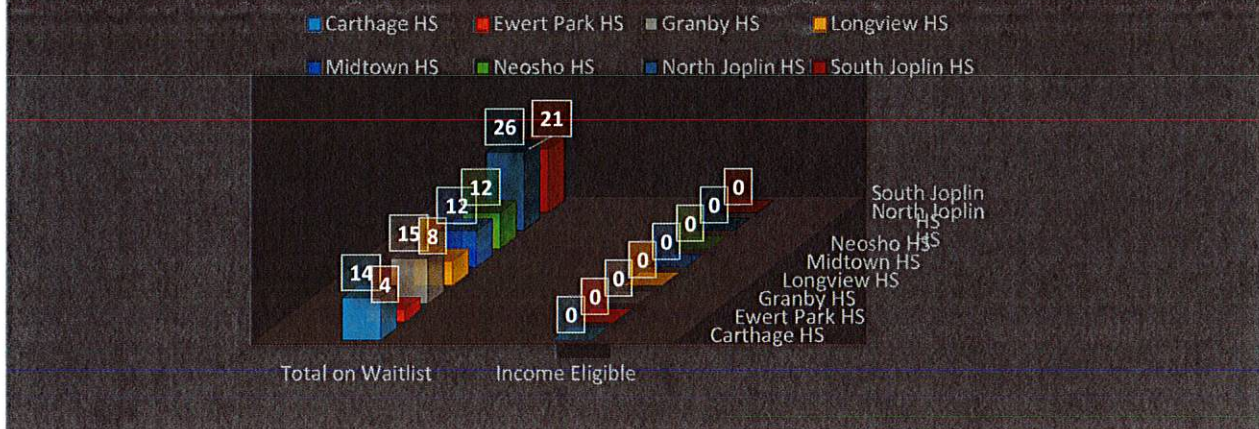 Carthage HS Ewert Park HS Granby HS Longview HS
Midtown HS Neosho HS North Joplin HS South Joplin HS
26 21
12
12
15 8
14 4
0
0
0
0
0
0
0
0
South Joplin
North Joplin
HS
HS
Neosho HS
Midtown HS
Longview HS
Granby HS
Ewert Park HS
Carthage HS
Total on Waitlist Income Eligible